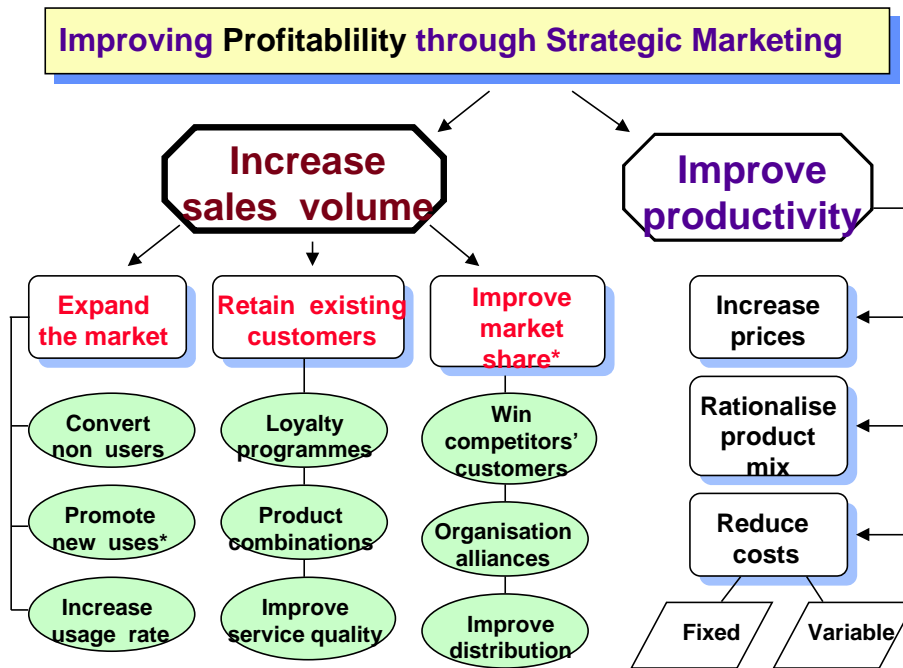 Improving Profitablility through Strategic Marketing
Increase
sales volume
Improve
productivity
Expand
the market
Retain existing
customers
Improve
market
share*
Increase
prices
Convert
non users
Loyalty
programmes
Win
competitors’
customers
Rationalise
product
mix
Promote
new uses*
Product
combinations
Organisation
alliances
Reduce
costs
Increase
usage rate
Improve
service quality
Improve
distribution
Fixed
Variable